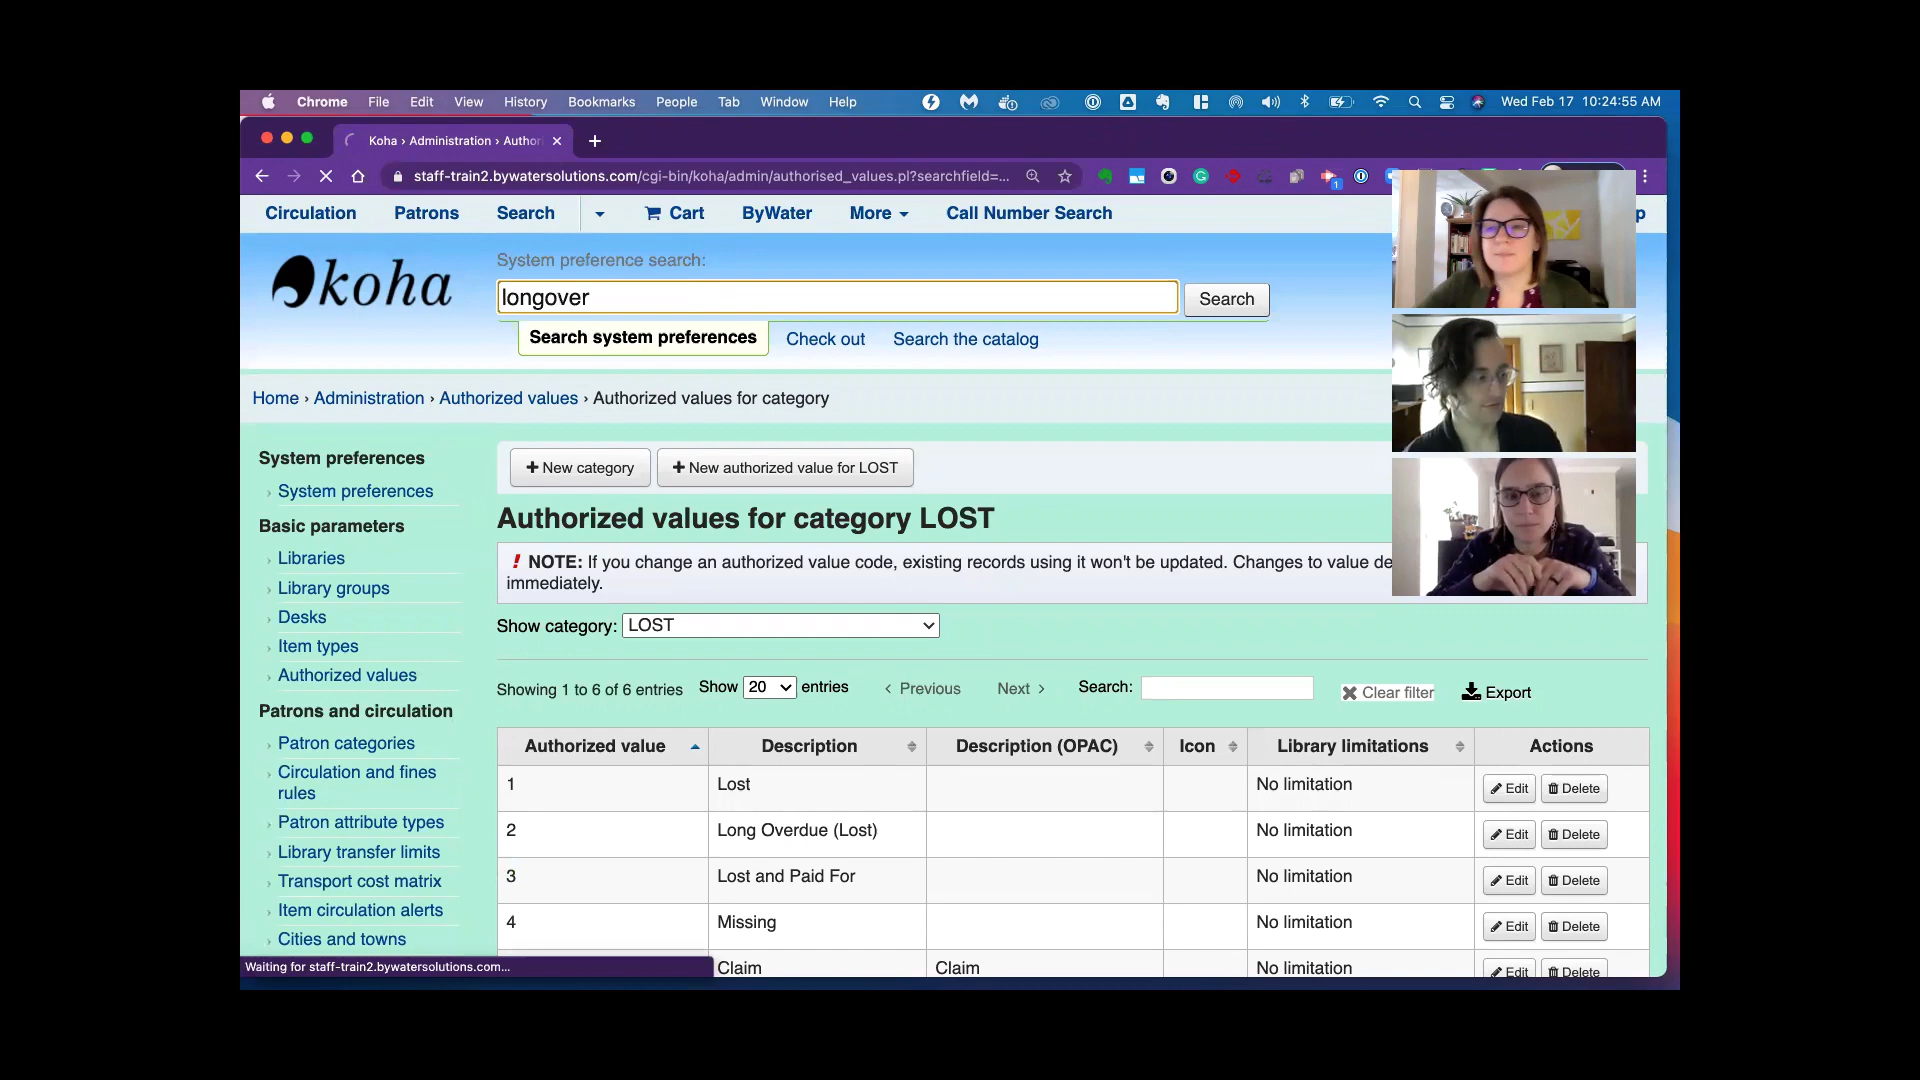 Chrome File Edit View History Bookmarks People Tab Window Help Wed Feb 17 10:24:55 AM
Koha › Administration › Author
staff-train2.bywatersolutions.com/cgi-bin/koha/admin/authorised_values.pl?searchfield=...
1
Circulation Patrons Search Cart ByWater More Call Number Search p
System preference search:
koha
longover
Search
Search system preferences Check out Search the catalog
Home › Administration › Authorized values › Authorized values for category
System preferences
System preferences
Basic parameters
Libraries
Library groups
Desks
Item types
Authorized values
Patrons and circulation
Patron categories
Circulation and fines
rules
Patron attribute types
Library transfer limits
Transport cost matrix
Item circulation alerts
Cities and towns
+ New category + New authorized value for LOST
Authorized values for category LOST
! NOTE: If you change an authorized value code, existing records using it won't be updated. Changes to value de
immediately.
Show category: LOST
Showing 1 to 6 of 6 entries Show 20 entries < Previous Next > Search: Clear filter Export
Authorized value Description Description (OPAC) Icon Library limitations Actions
1 Lost No limitation Edit Delete
2 Long Overdue (Lost) No limitation Edit Delete
3 Lost and Paid For No limitation Edit Delete
4 Missing No limitation Edit Delete
Claim Claim No limitation Edit Delete
Waiting for staff-train2.bywatersolutions.com...